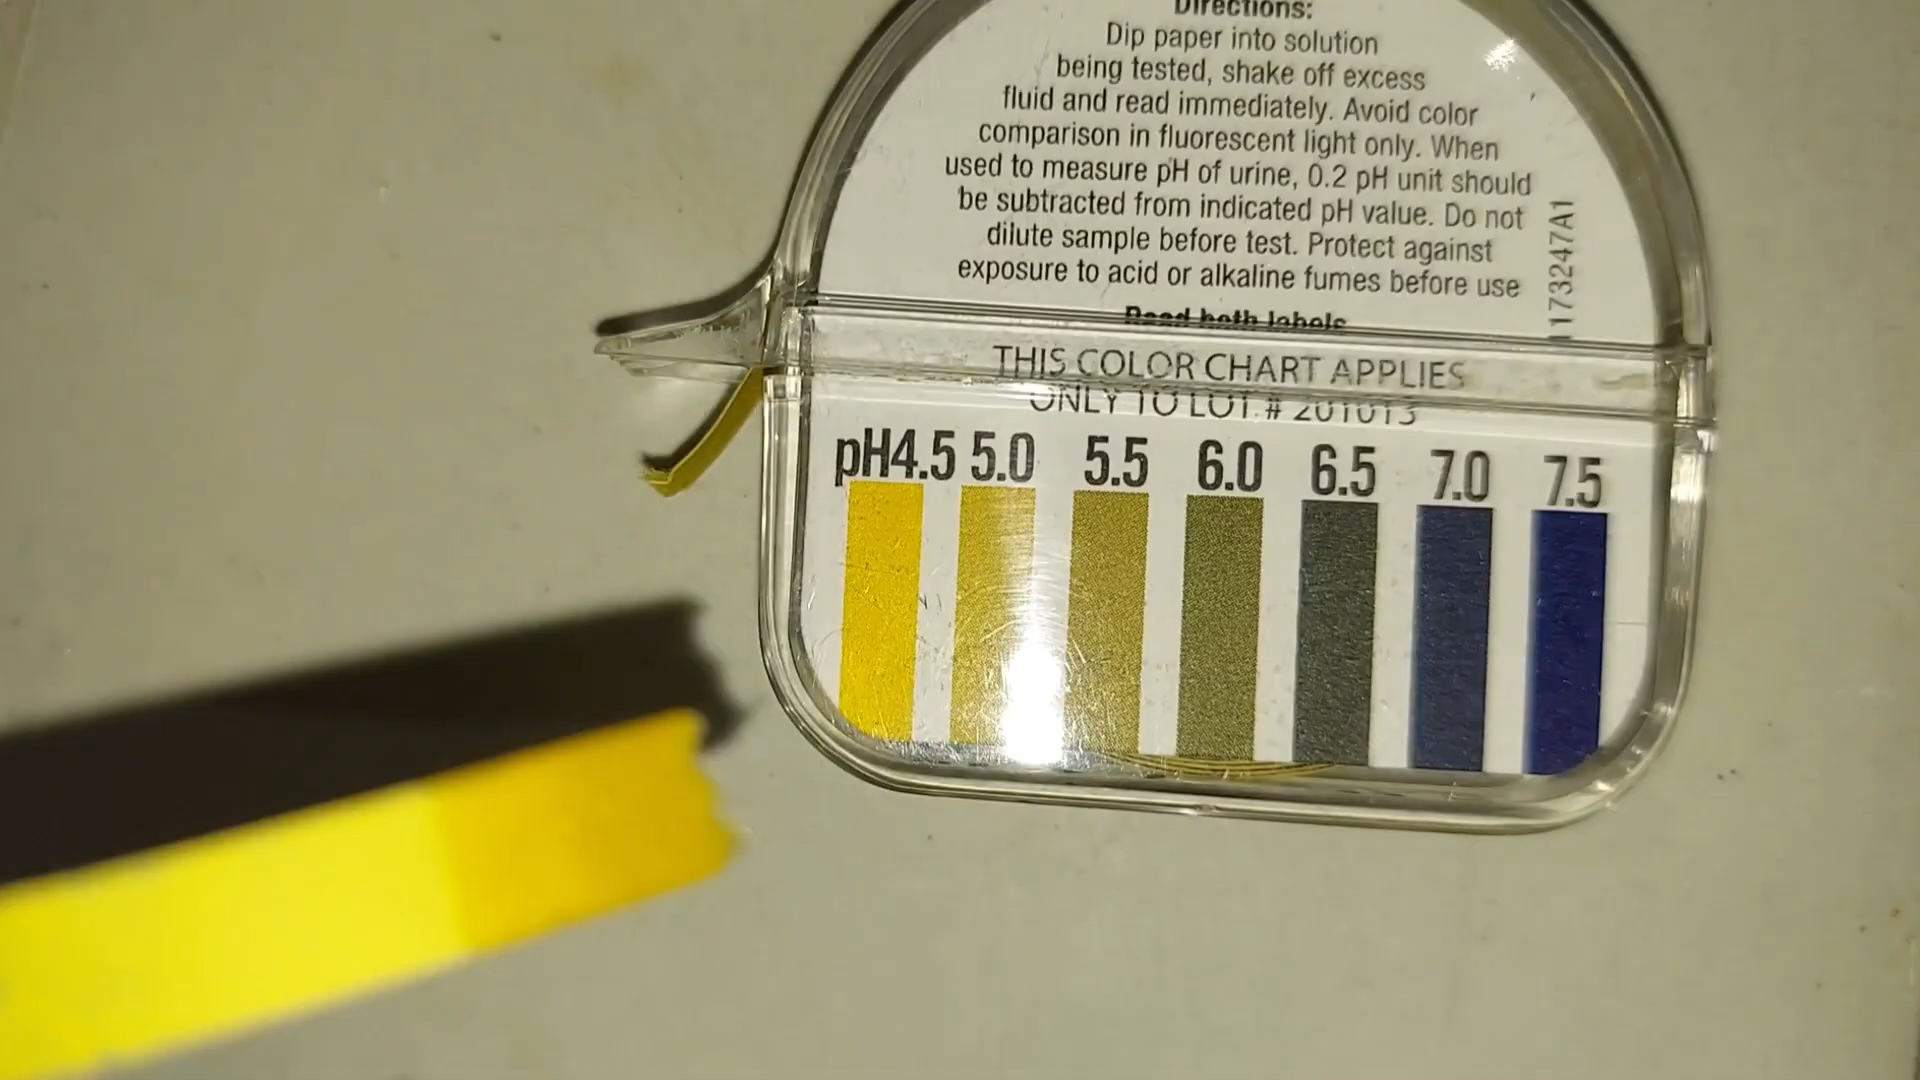 Directions:
Dip paper into solution
being tested, shake off excess
fluid and read immediately. Avoid color
comparison in fluorescent light only. When
used to measure pH of urine, 0.2 pH unit should
be subtracted from indicated pH value. Do not
dilute sample before test. Protect against
exposure to acid or alkaline fumes before use
Read both labels
1173247A1
THIS COLOR CHART APPLIES
ONLY TO LOT # 201013
pH4.5 5.0 5.5 6.0 6.5 7.0 7.5